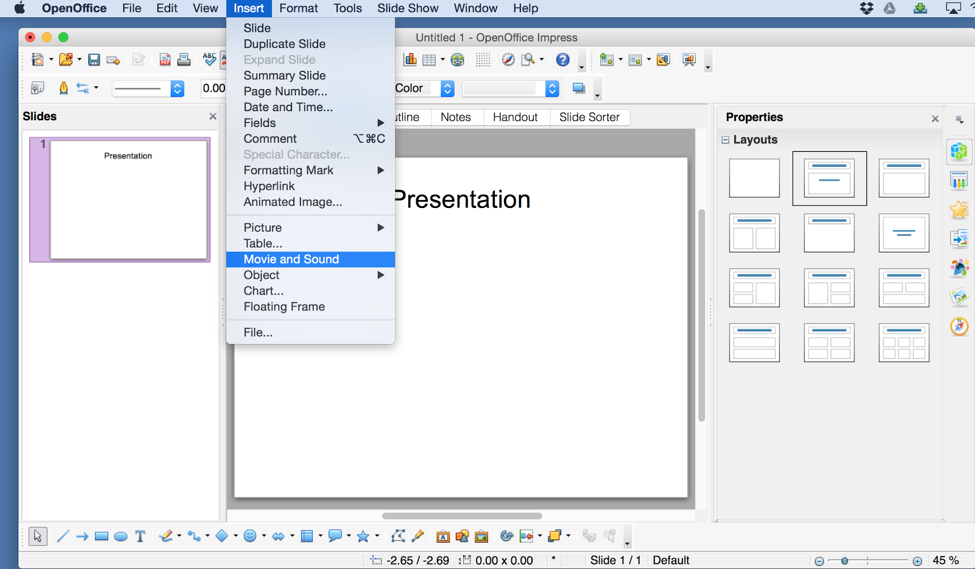 OpenOffice File Edit View Insert Format Tools Slide Show Window Help
Untitled 1 - OpenOffice Impress
ABC
0.00
Color
Slides
1
Presentation
Slide
Duplicate Slide
Expand Slide
Summary Slide
Page Number...
Date and Time...
Fields
Comment ⌥⌘C
Special Character...
Formatting Mark
Hyperlink
Animated Image...
Picture
Table...
Movie and Sound
Object
Chart...
Floating Frame
File...
utline Notes Handout Slide Sorter
Presentation
Properties
Layouts
T
-2.65 / -2.69 0.00 x 0.00 * Slide 1 / 1 Default 45 %